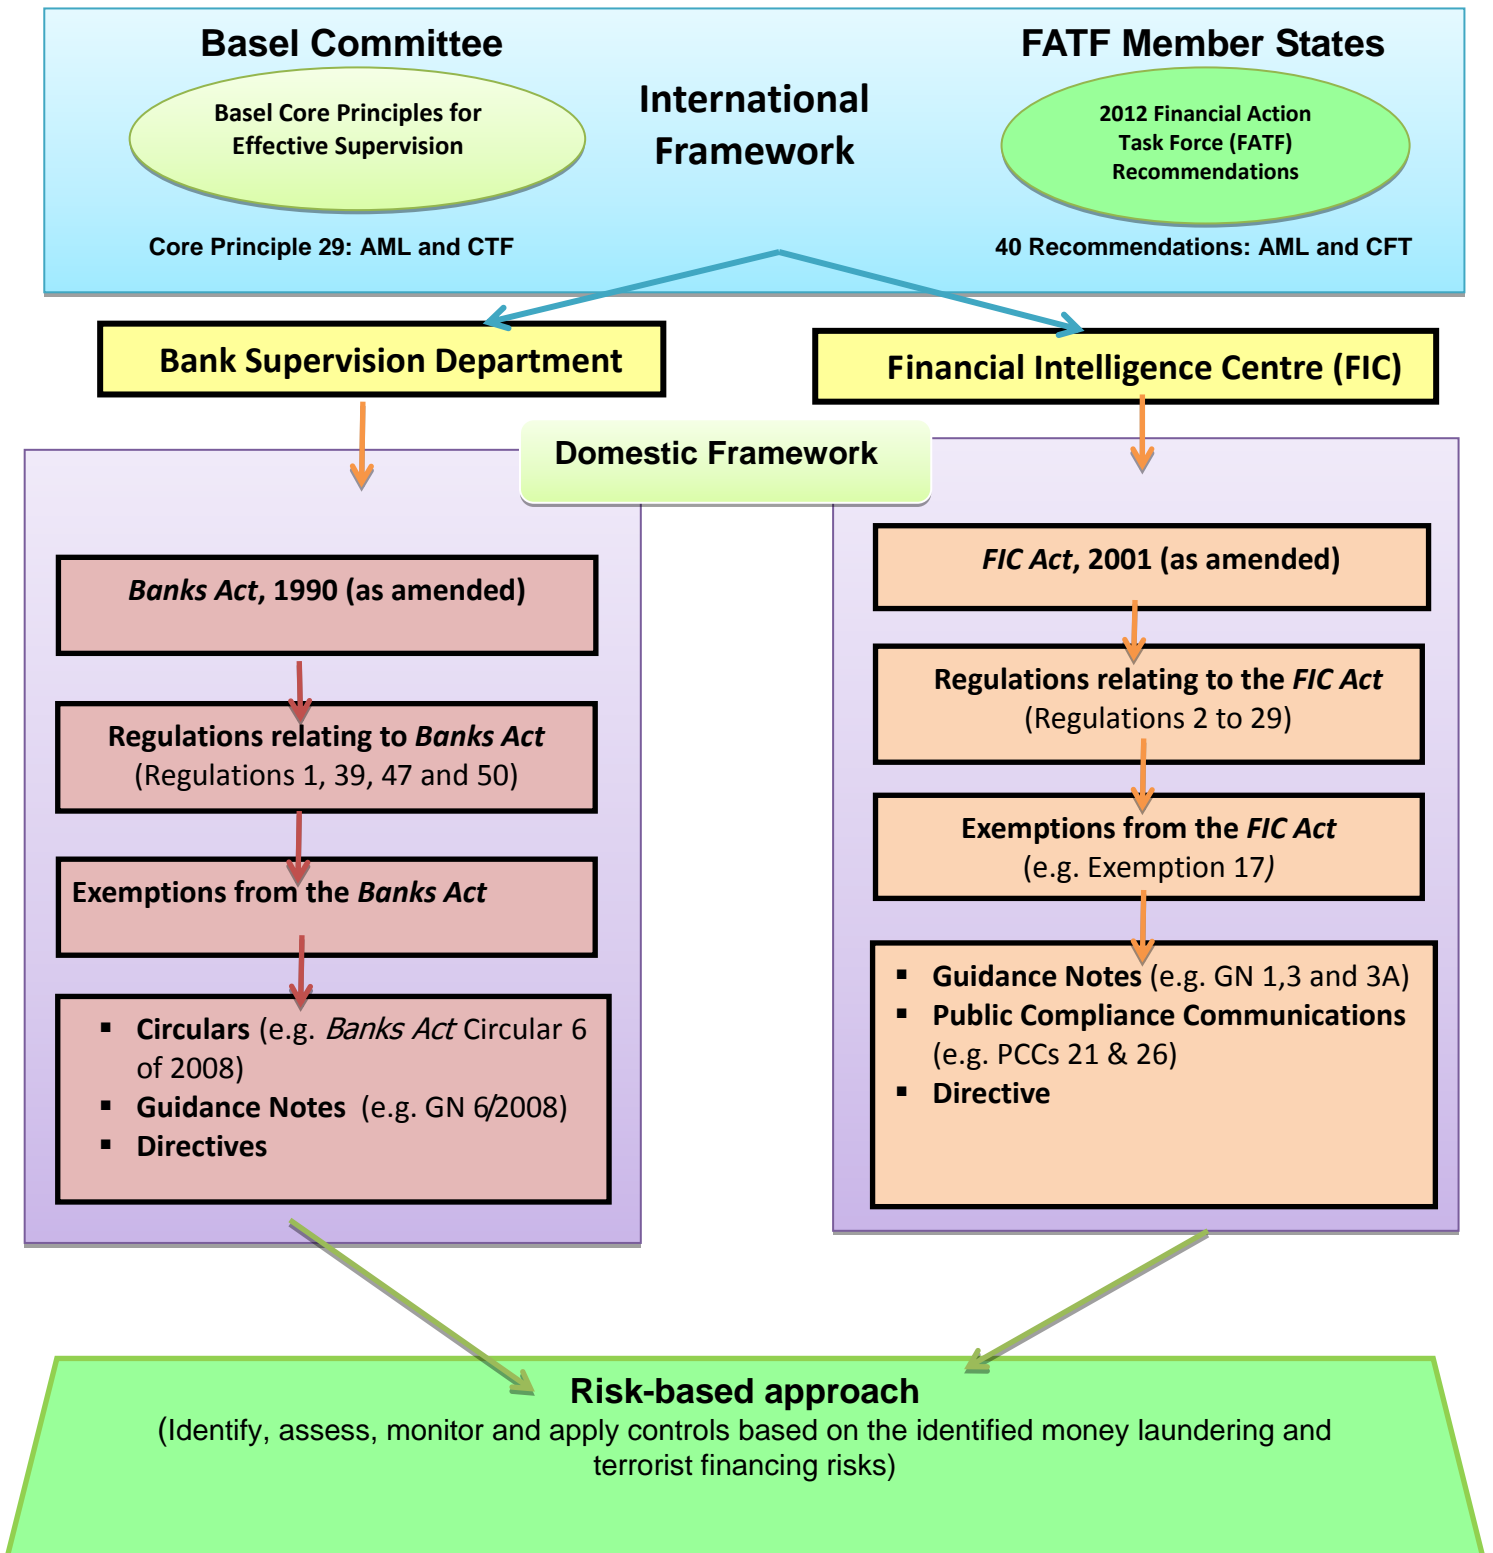 Basel Committee
Basel Core Principles for
Effective Supervision
Core Principle 29: AML and CTF
International
Framework
FATF Member States
2012 Financial Action
Task Force (FATF)
Recommendations
40 Recommendations: AML and CFT
Bank Supervision Department
Financial Intelligence Centre (FIC)
Domestic Framework
Banks Act, 1990 (as amended)
Regulations relating to Banks Act
(Regulations 1, 39, 47 and 50)
Exemptions from the Banks Act
▪ Circulars (e.g. Banks Act Circular 6
of 2008)
▪ Guidance Notes (e.g. GN 6/2008)
▪ Directives
FIC Act, 2001 (as amended)
Regulations relating to the FIC Act
(Regulations 2 to 29)
Exemptions from the FIC Act
(e.g. Exemption 17)
▪ Guidance Notes (e.g. GN 1,3 and 3A)
▪ Public Compliance Communications
(e.g. PCCs 21 & 26)
▪ Directive
Risk-based approach
(Identify, assess, monitor and apply controls based on the identified money laundering and
terrorist financing risks)